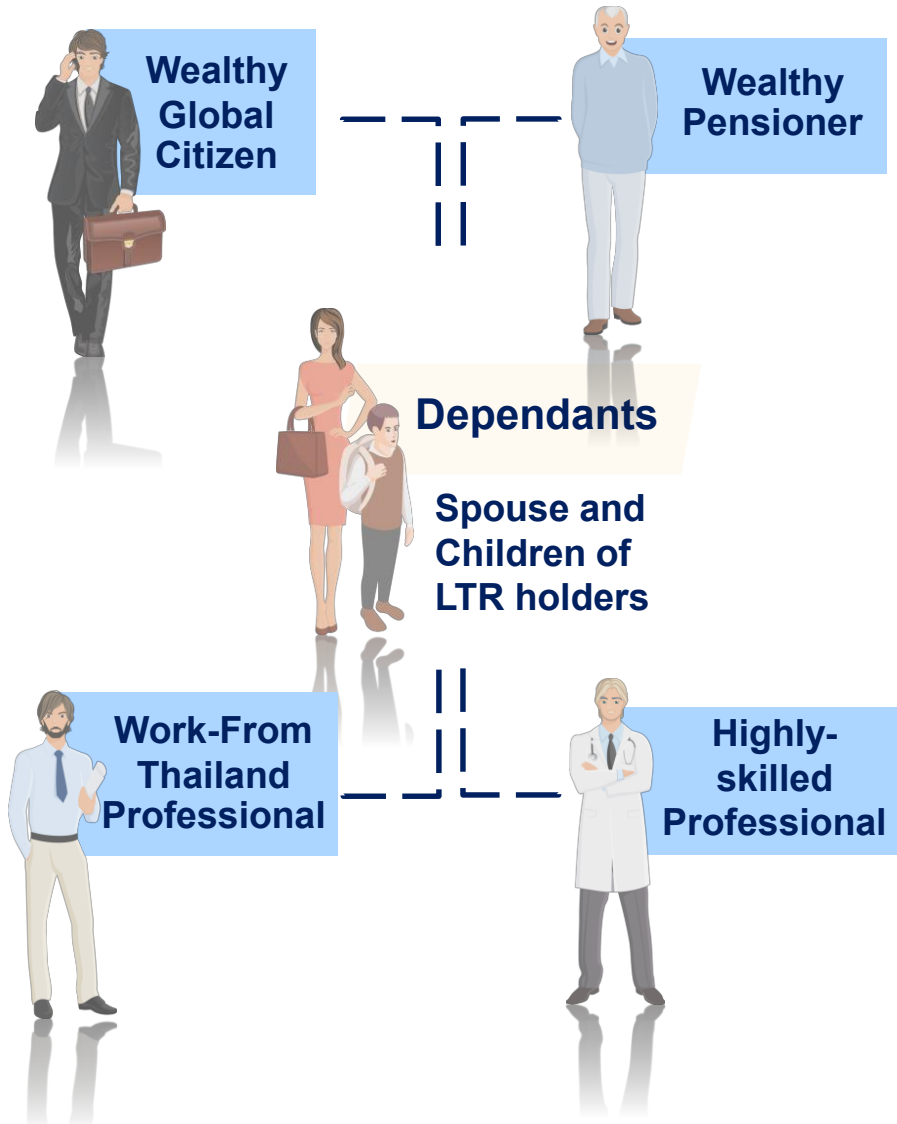 Wealthy
Global
Citizen
Wealthy
Pensioner
Dependants
Spouse and
Children of
LTR holders
Work-From
Thailand
Professional
Highly-
skilled
Professional